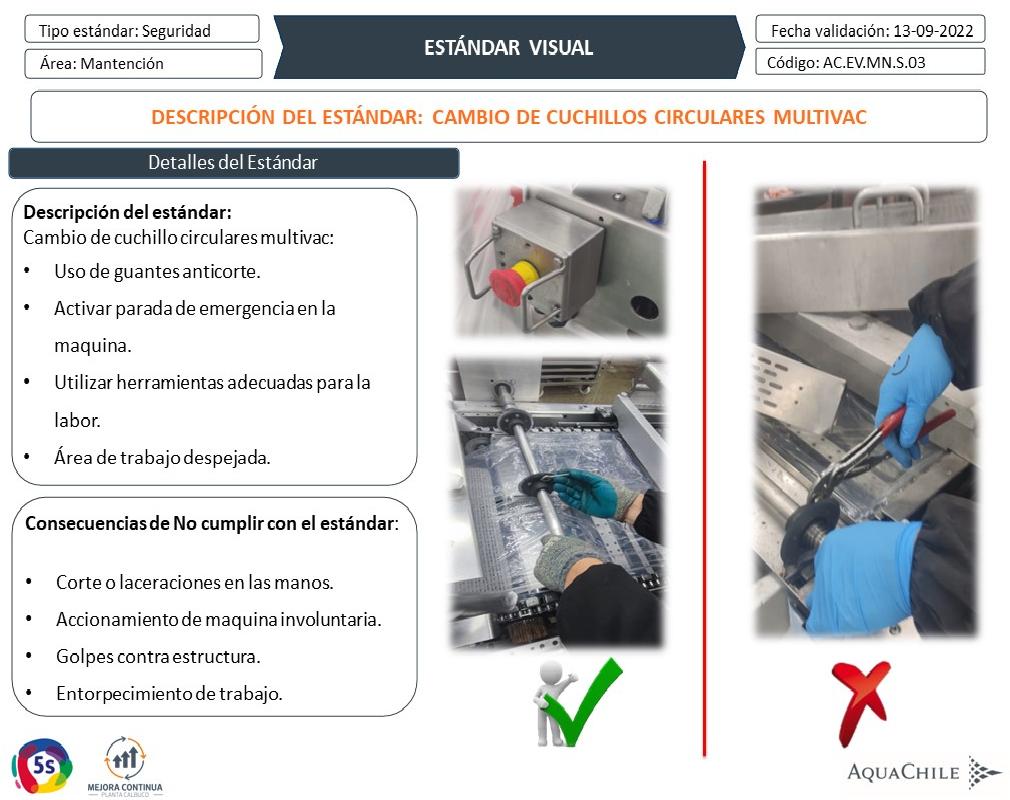 Tipo estándar: Seguridad
Área: Mantención
ESTÁNDAR VISUAL
Fecha validación: 13-09-2022
Código: AC.EV.MN.S.03
DESCRIPCIÓN DEL ESTÁNDAR: CAMBIO DE CUCHILLOS CIRCULARES MULTIVAC
Detalles del Estándar
Descripción del estándar:
Cambio de cuchillo circulares multivac:
• Uso de guantes anticorte.
• Activar parada de emergencia en la
maquina.
• Utilizar herramientas adecuadas para la
labor.
• Área de trabajo despejada.
Consecuencias de No cumplir con el estándar:
• Corte o laceraciones en las manos.
• Accionamiento de maquina involuntaria.
• Golpes contra estructura.
• Entorpecimiento de trabajo.
5s
MEJORA CONTINUA
PLANTA CALBUCO
AQUACHILE